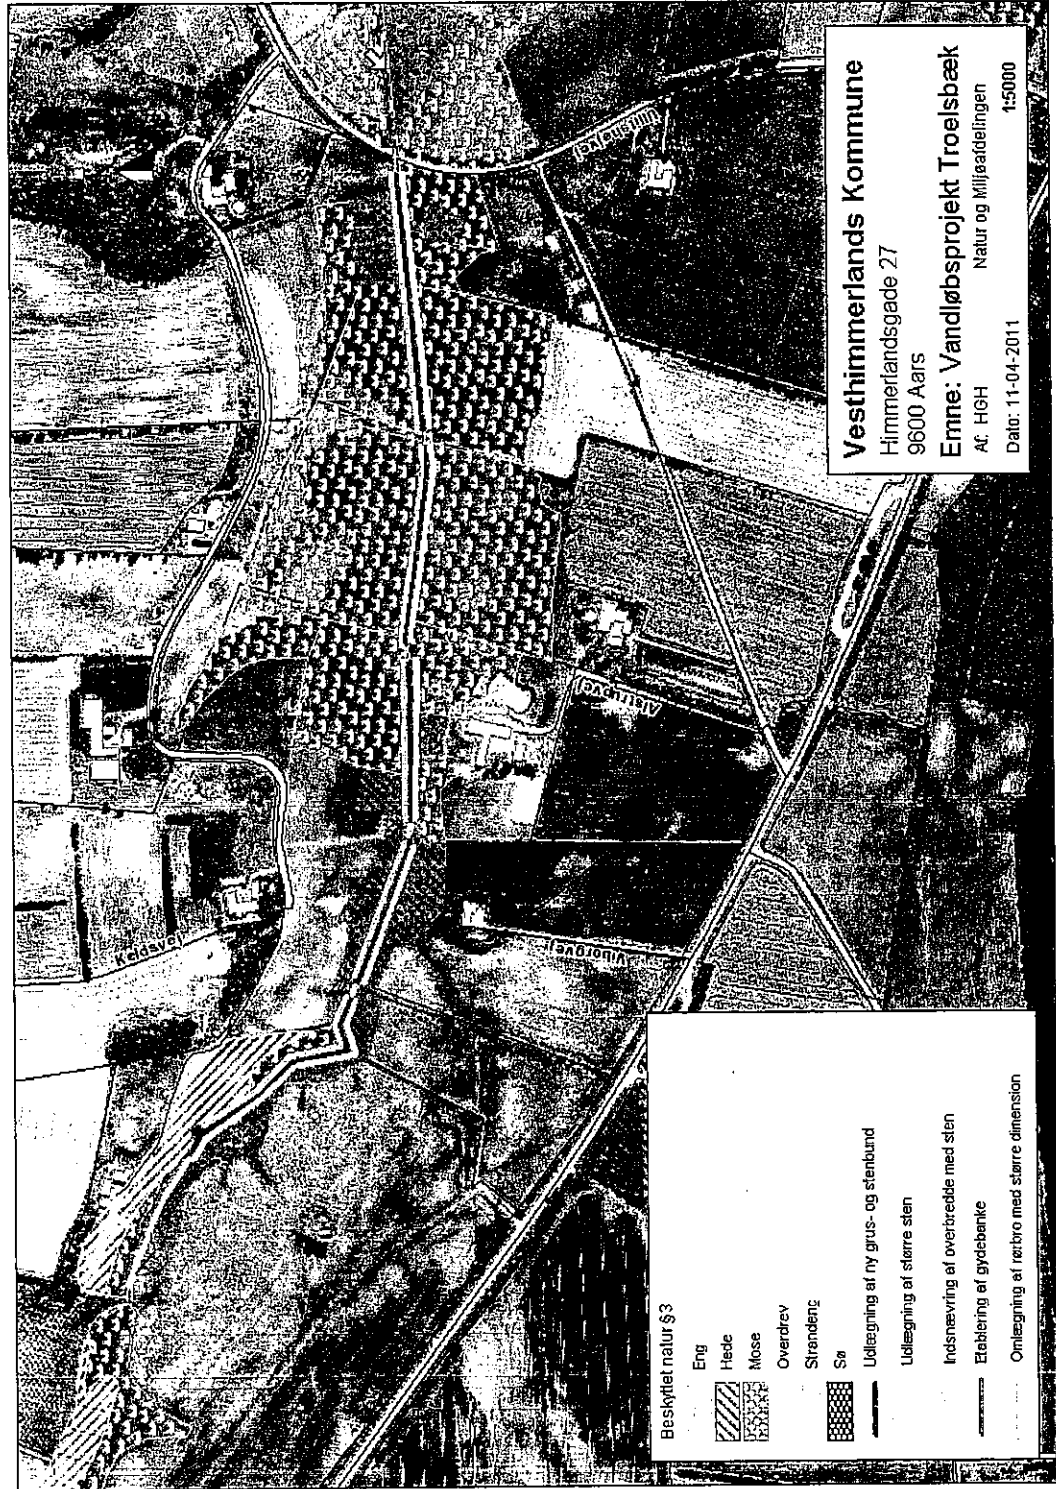 Keldsvej
Viborgvej
Alstrupvej
Vesthimmerlands Kommune
Himmerlandsgade 27
9600 Aars
Emne: Vandløbsprojekt Troelsbæk
Af: HGH
Natur og Miljøafdelingen
Dato: 11-04-2011
1:5000
Beskyttet natur §3
Eng
Hede
Mose
Overdrev
Strandeng
Sø
Udlægning af ny grus- og stenbund
Udlægning af større sten
Indsnævring af overbredde med sten
Etablering af gydebanke
Omlægning af rørbro med større dimension